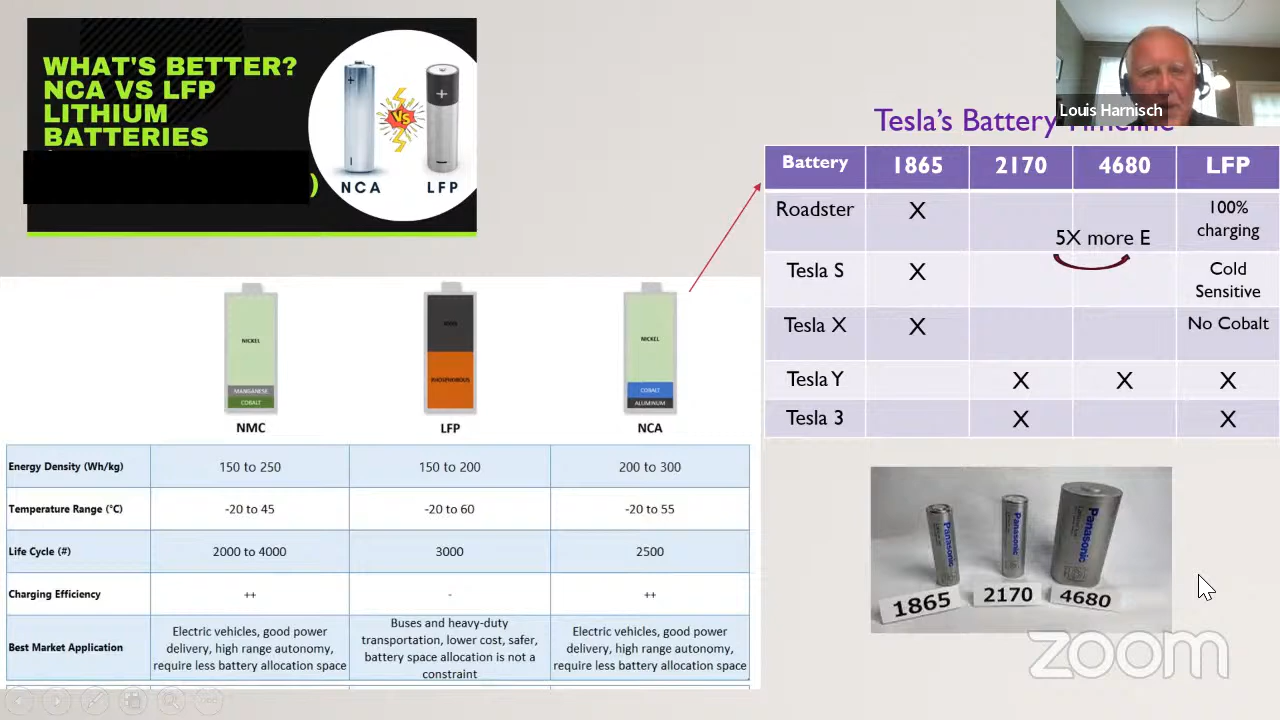 WHAT'S BETTER?
NCA VS LFP
LITHIUM
BATTERIES
)
+
VS
+
NCA
LFP
Louis Harnisch
Tesla's Battery Timeline
Battery 1865 2170 4680 LFP
Roadster X 100% charging
5X more E
Tesla S X Cold Sensitive
Tesla X X No Cobalt
Tesla Y X X X
Tesla 3 X X
NICKEL
MANGANESE
COBALT
PHOSPHOROUS
NICKEL
COBALT
ALUMINUM
NMC LFP NCA
Energy Density (Wh/kg) 150 to 250 150 to 200 200 to 300
Temperature Range (°C) -20 to 45 -20 to 60 -20 to 55
Life Cycle (#) 2000 to 4000 3000 2500
Charging Efficiency ++ - ++
Best Market Application
Electric vehicles, good power
delivery, high range autonomy,
require less battery allocation space
Buses and heavy-duty
transportation, lower cost, safer,
battery space allocation is not a
constraint
Electric vehicles, good power
delivery, high range autonomy,
require less battery allocation space
Panasonic
Panasonic
Panasonic
1865
2170
4680
zoom